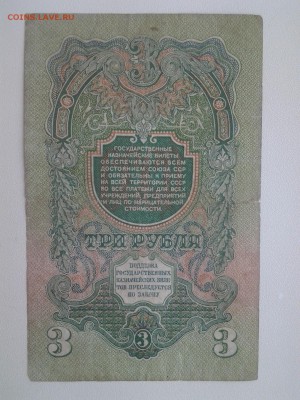 COINS.LAVE.RU
3
ГОСУДАРСТВЕННЫЕ
КАЗНАЧЕЙСКИЕ БИЛЕТЫ
ОБЕСПЕЧИВАЮТСЯ ВСЕМ
ДОСТОЯНИЕМ СОЮЗА ССР
И ОБЯЗАТЕЛЬНЫ К ПРИЕМУ
НА ВСЕЙ ТЕРРИТОРИИ СССР
ВО ВСЕ ПЛАТЕЖИ ДЛЯ ВСЕХ
УЧРЕЖДЕНИЙ, ПРЕДПРИЯТИЙ
И ЛИЦ ПО НАРИЦАТЕЛЬНОЙ
СТОИМОСТИ.
ТРИ РУБЛЯ
ПОДДЕЛКА
ГОСУДАРСТВЕННЫХ
КАЗНАЧЕЙСКИХ БИЛЕ-
ТОВ ПРЕСЛЕДУЕТСЯ
ПО ЗАКОНУ
3 3 3